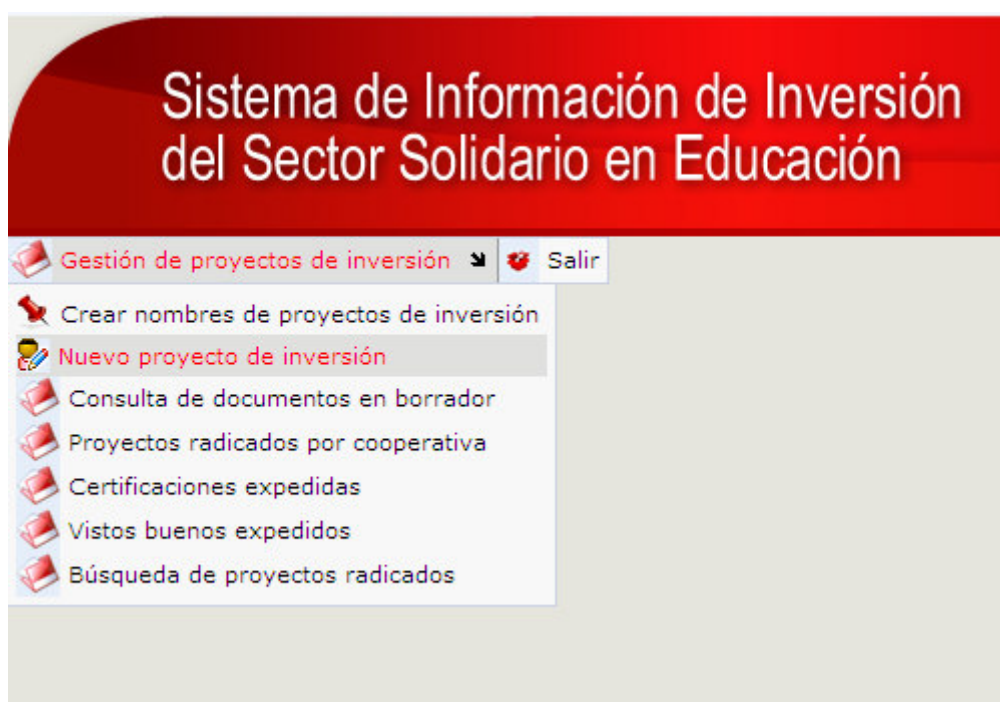 Sistema de Información de Inversión
del Sector Solidario en Educación
Gestión de proyectos de inversión Salir
Crear nombres de proyectos de inversión
Nuevo proyecto de inversión
Consulta de documentos en borrador
Proyectos radicados por cooperativa
Certificaciones expedidas
Vistos buenos expedidos
Búsqueda de proyectos radicados